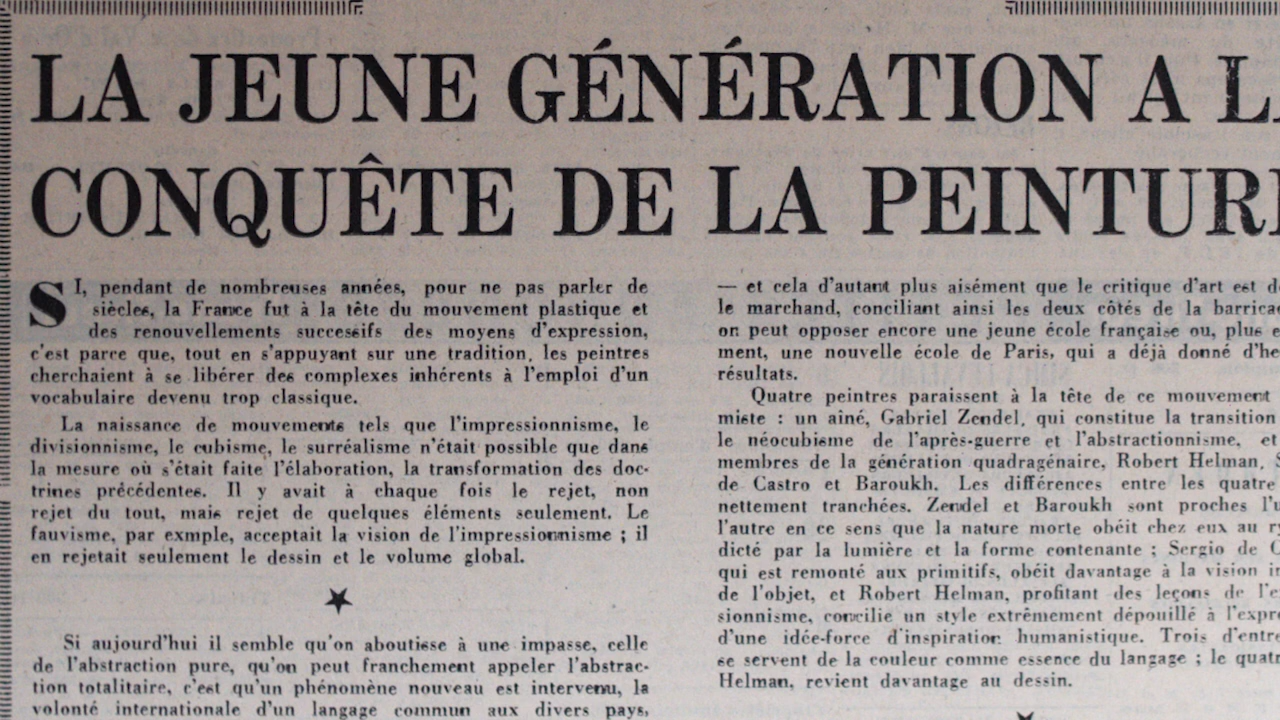 LA JEUNE GÉNÉRATION A L
CONQUÊTE DE LA PEINTUR
SI, pendant de nombreuses années, pour ne pas parler de
siècles, la France fut à la tête du mouvement plastique et
des renouvellements successifs des moyens d'expression,
c'est parce que, tout en s'appuyant sur une tradition, les peintres
cherchaient à se libérer des complexes inhérents à l'emploi d'un
vocabulaire devenu trop classique.
La naissance de mouvements tels que l'impressionnisme, le
divisionnisme, le cubisme, le surréalisme n'était possible que dans
la mesure où s'était faite l'élaboration, la transformation des doc-
trines précédentes. Il y avait à chaque fois le rejet, non
rejet du tout, mais rejet de quelques éléments seulement. Le
fauvisme, par exmple, acceptait la vision de l'impressionnisme ; il
en rejetait seulement le dessin et le volume global.
★
Si aujourd'hui il semble qu'on aboutisse à une impasse, celle
de l'abstraction pure, qu'on peut franchement appeler l'abstrac-
tion totalitaire, c'est qu'un phénomène nouveau est intervenu, la
volonté internationale d'un langage commun aux divers pays,
— et cela d'autant plus aisément que le critique d'art est
le marchand, conciliant ainsi les deux côtés de la barrica
on peut opposer encore une jeune école française ou, plus
ment, une nouvelle école de Paris, qui a déjà donné d'he
résultats.
Quatre peintres paraissent à la tête de ce mouvement
miste : un aîné, Gabriel Zendel, qui constitue la transition
le néocubisme de l'après-guerre et l'abstractionnisme, et
membres de la génération quadragénaire, Robert Helman, S
de Castro et Baroukh. Les différences entre les quatre
nettement tranchées. Zendel et Baroukh sont proches l'u
l'autre en ce sens que la nature morte obéit chez eux au
dicté par la lumière et la forme contenante ; Sergio de C
qui est remonté aux primitifs, obéit davantage à la vision in
de l'objet, et Robert Helman, profitant des leçons de l'e
sionnisme, concilie un style extrêmement dépouillé à l'expr
d'une idée-force d'inspiration humanistique. Trois d'entre
se servent de la couleur comme essence du langage ; le quatr
Helman, revient davantage au dessin.